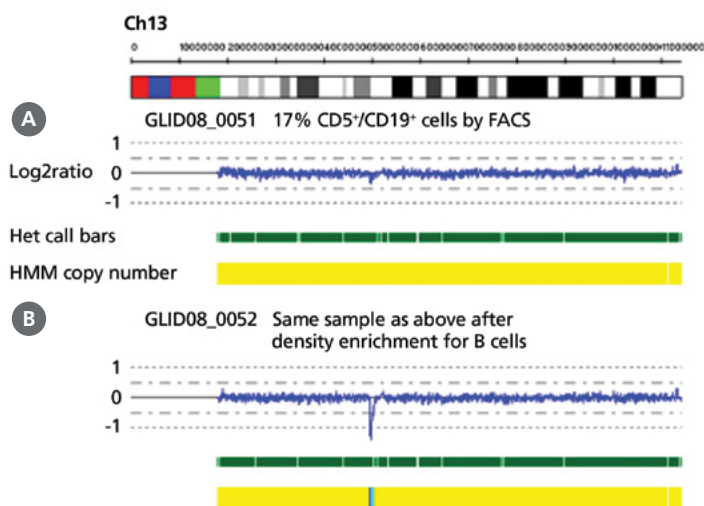 Ch13
A
GLID08_0051 17% CD5+/CD19+ cells by FACS
1
Log2ratio 0
-1
Het call bars
HMM copy number
B
GLID08_0052 Same sample as above after
density enrichment for B cells
1
0
-1